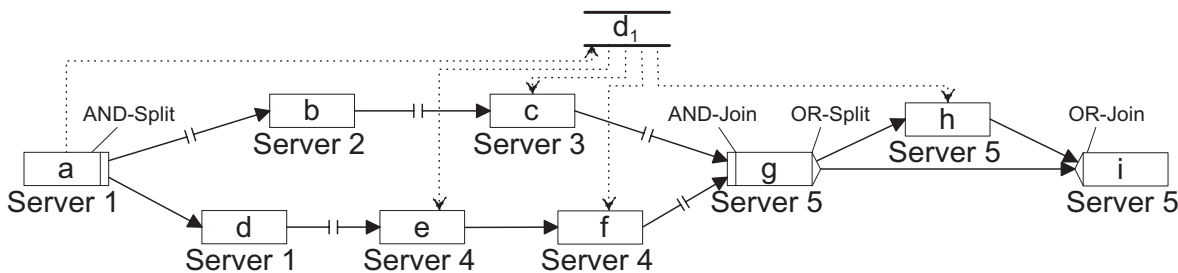 d1
AND-Split
b
Server 2
c
Server 3
AND-Join
OR-Split
h
Server 5
OR-Join
a
Server 1
g
Server 5
i
Server 5
d
Server 1
e
Server 4
f
Server 4